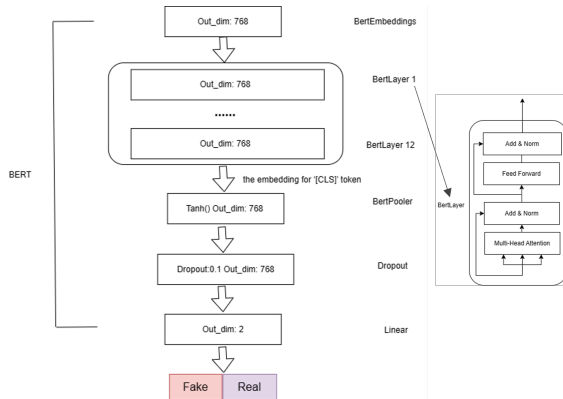 Out_dim: 768 BertEmbeddings
Out_dim: 768 BertLayer 1
......
Out_dim: 768 BertLayer 12
BERT
the embedding for '[CLS]' token
Tanh() Out_dim: 768 BertPooler
Dropout:0.1 Out_dim: 768 Dropout
Out_dim: 2 Linear
Fake Real
Add & Norm
Feed Forward
BertLayer
Add & Norm
Multi-Head Attention